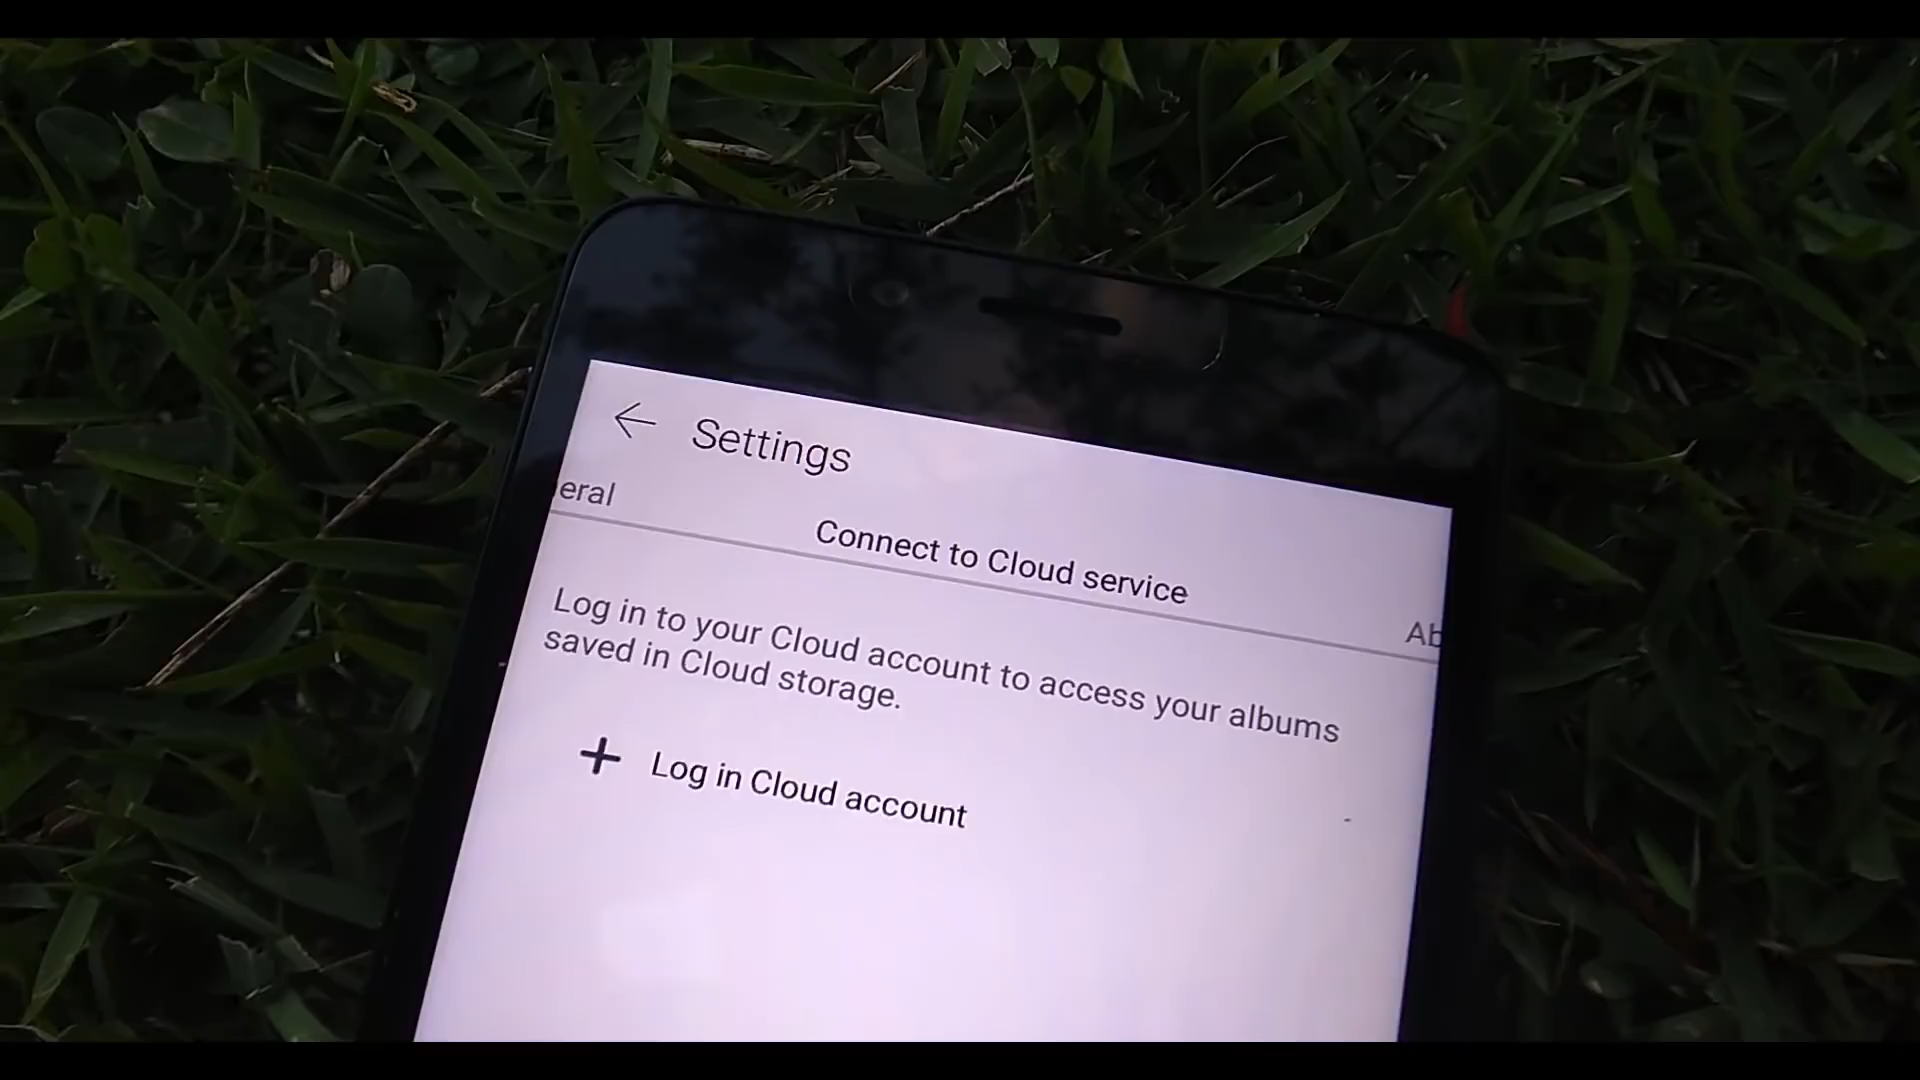 Settings
eral
Connect to Cloud service
Ab
Log in to your Cloud account to access your albums
saved in Cloud storage.
Log in Cloud account